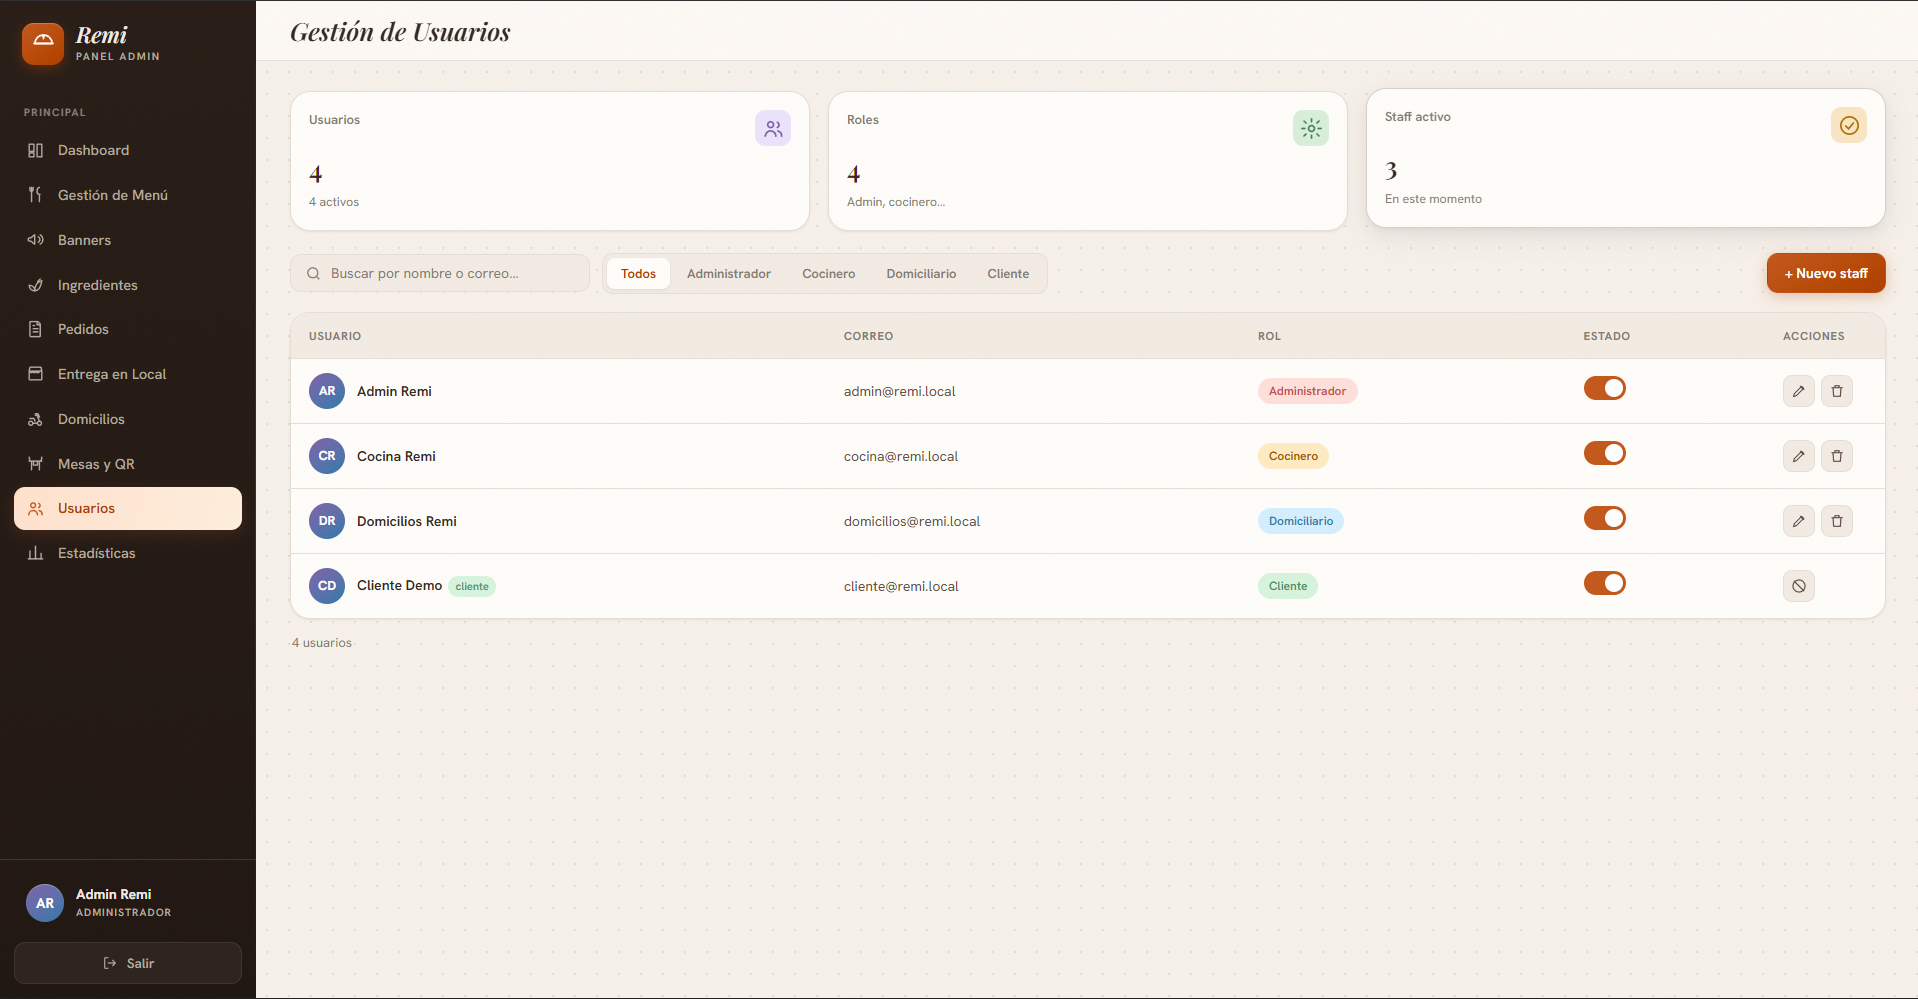 Remi
PANEL ADMIN
PRINCIPAL
Dashboard
Gestión de Menú
Banners
Ingredientes
Pedidos
Entrega en Local
Domicilios
Mesas y QR
Usuarios
Estadísticas
AR
Admin Remi
ADMINISTRADOR
Salir
Gestión de Usuarios
Usuarios
4
4 activos
Roles
4
Admin, cocinero...
Staff activo
3
En este momento
Buscar por nombre o correo...
Todos Administrador Cocinero Domiciliario Cliente
+ Nuevo staff
USUARIO CORREO ROL ESTADO ACCIONES
AR Admin Remi admin@remi.local Administrador
CR Cocina Remi cocina@remi.local Cocinero
DR Domicilios Remi domicilios@remi.local Domiciliario
CD Cliente Demo cliente cliente@remi.local Cliente
4 usuarios